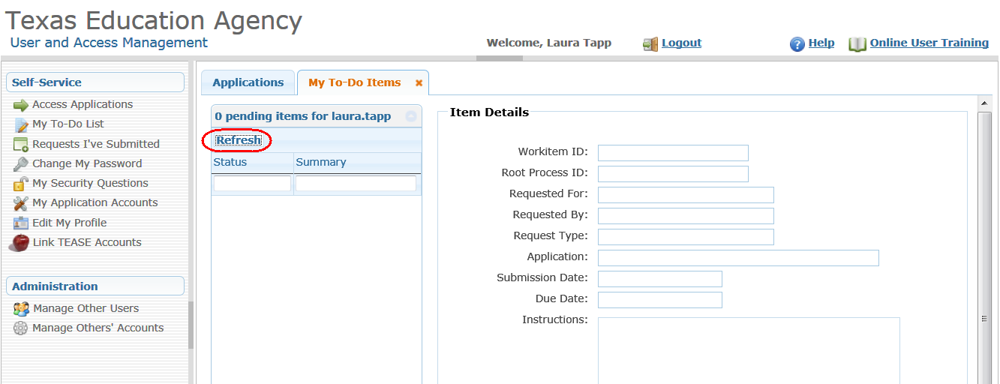 Texas Education Agency
User and Access Management
Welcome, Laura Tapp
Logout
Help
Online User Training
Self-Service
Access Applications
My To-Do List
Requests I've Submitted
Change My Password
My Security Questions
My Application Accounts
Edit My Profile
Link TEASE Accounts
Administration
Manage Other Users
Manage Others' Accounts
Applications
My To-Do Items
0 pending items for laura.tapp
Refresh
Status Summary
Item Details
Workitem ID:
Root Process ID:
Requested For:
Requested By:
Request Type:
Application:
Submission Date:
Due Date:
Instructions: